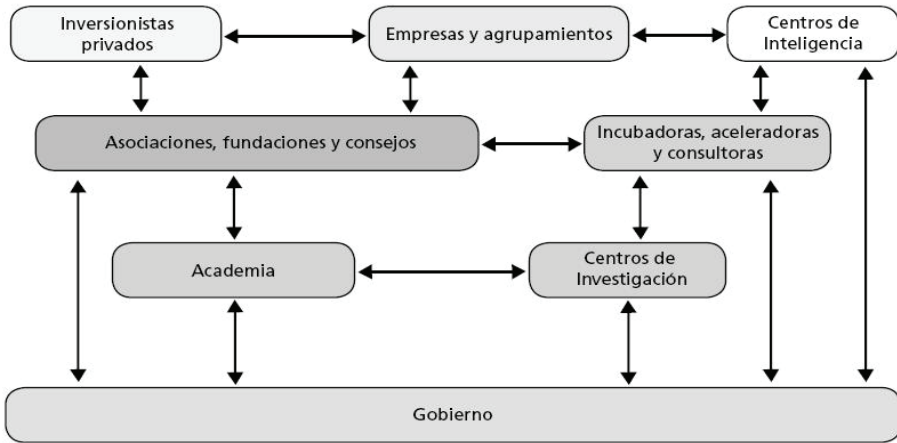 Inversionistas
privados
Empresas y agrupamientos
Centros de
Inteligencia
Asociaciones, fundaciones y consejos
Incubadoras, aceleradoras
y consultoras
Academia
Centros de
Investigación
Gobierno